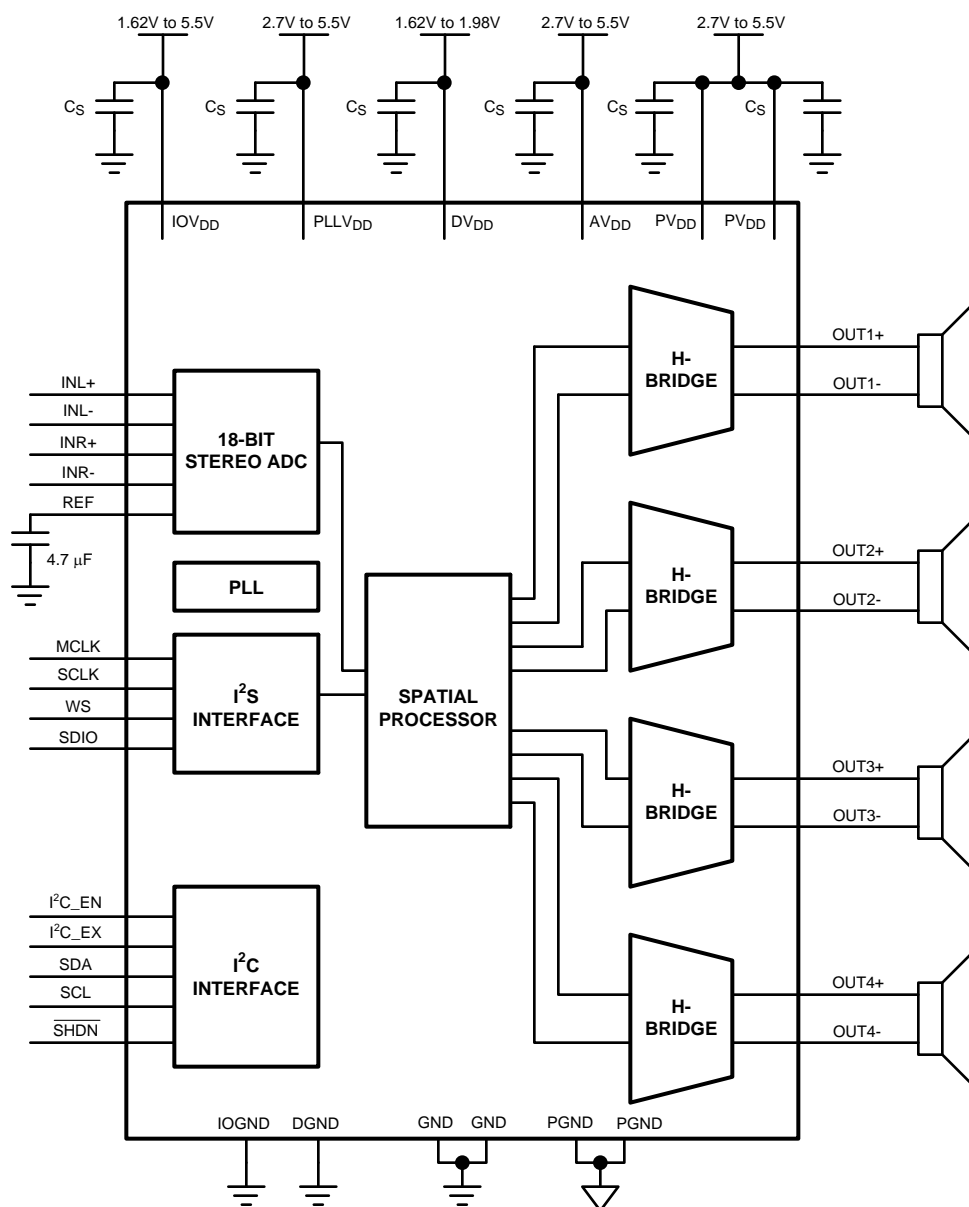 1.62V to 5.5V
2.7V to 5.5V
1.62V to 1.98V
2.7V to 5.5V
2.7V to 5.5V
CS
CS
CS
CS
CS
CS
IOVDD
PLLVDD
DVDD
AVDD
PVDD
PVDD
INL+
INL-
INR+
INR-
REF
4.7 μF
18-BIT
STEREO ADC
PLL
MCLK
SCLK
WS
SDIO
I²S
INTERFACE
I²C_EN
I²C_EX
SDA
SCL
SHDN
I²C
INTERFACE
SPATIAL
PROCESSOR
H-
BRIDGE
OUT1+
OUT1-
H-
BRIDGE
OUT2+
OUT2-
H-
BRIDGE
OUT3+
OUT3-
H-
BRIDGE
OUT4+
OUT4-
IOGND
DGND
GND
GND
PGND
PGND